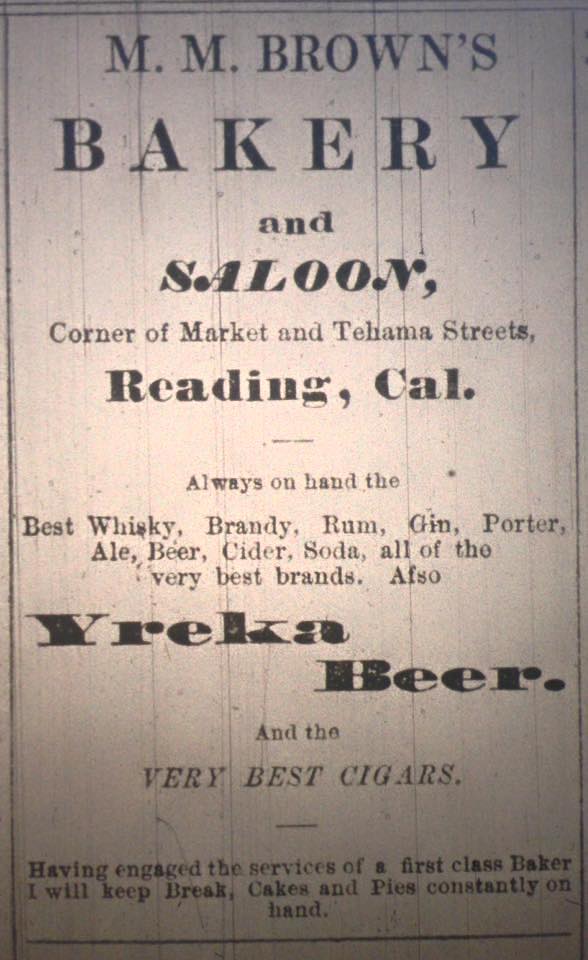 M. M. BROWN'S
BAKERY
and
SALOON,
Corner of Market and Tehama Streets,
Reading, Cal.
Always on hand the
Best Whisky, Brandy, Rum, Gin, Porter,
Ale, Beer, Cider, Soda, all of the
very best brands. Also
Yreka
Beer.
And the
VERY BEST CIGARS.
Having engaged the services of a first class Baker
I will keep Break, Cakes and Pies constantly on
hand.